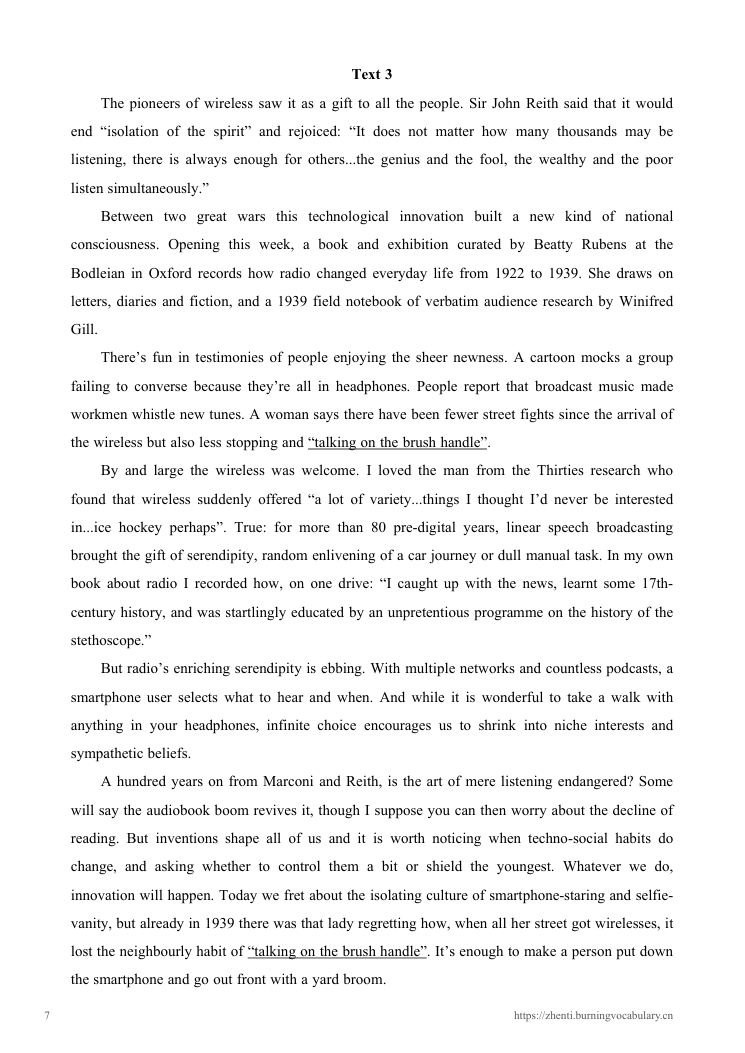 Text 3
The pioneers of wireless saw it as a gift to all the people. Sir John Reith said that it would
end “isolation of the spirit” and rejoiced: “It does not matter how many thousands may be
listening, there is always enough for others...the genius and the fool, the wealthy and the poor
listen simultaneously.”
Between two great wars this technological innovation built a new kind of national
consciousness. Opening this week, a book and exhibition curated by Beatty Rubens at the
Bodleian in Oxford records how radio changed everyday life from 1922 to 1939. She draws on
letters, diaries and fiction, and a 1939 field notebook of verbatim audience research by Winifred
Gill.
There’s fun in testimonies of people enjoying the sheer newness. A cartoon mocks a group
failing to converse because they’re all in headphones. People report that broadcast music made
workmen whistle new tunes. A woman says there have been fewer street fights since the arrival of
the wireless but also less stopping and “talking on the brush handle”.
By and large the wireless was welcome. I loved the man from the Thirties research who
found that wireless suddenly offered “a lot of variety...things I thought I’d never be interested
in...ice hockey perhaps”. True: for more than 80 pre-digital years, linear speech broadcasting
brought the gift of serendipity, random enlivening of a car journey or dull manual task. In my own
book about radio I recorded how, on one drive: “I caught up with the news, learnt some 17th-
century history, and was startlingly educated by an unpretentious programme on the history of the
stethoscope.”
But radio’s enriching serendipity is ebbing. With multiple networks and countless podcasts, a
smartphone user selects what to hear and when. And while it is wonderful to take a walk with
anything in your headphones, infinite choice encourages us to shrink into niche interests and
sympathetic beliefs.
A hundred years on from Marconi and Reith, is the art of mere listening endangered? Some
will say the audiobook boom revives it, though I suppose you can then worry about the decline of
reading. But inventions shape all of us and it is worth noticing when techno-social habits do
change, and asking whether to control them a bit or shield the youngest. Whatever we do,
innovation will happen. Today we fret about the isolating culture of smartphone-staring and selfie-
vanity, but already in 1939 there was that lady regretting how, when all her street got wirelesses, it
lost the neighbourly habit of “talking on the brush handle”. It’s enough to make a person put down
the smartphone and go out front with a yard broom.
7
https://zhenti.burningvocabulary.cn